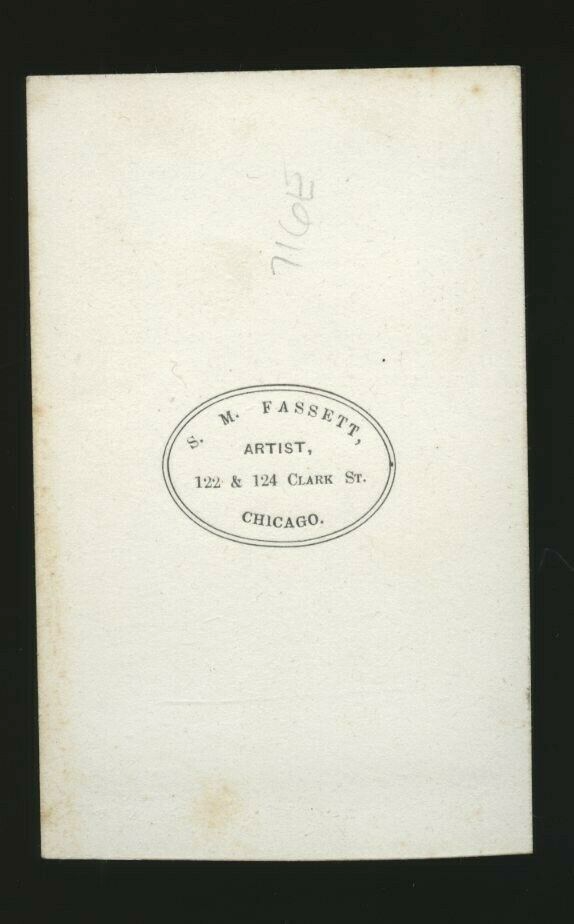 S. M. FASSETT,
ARTIST,
122 & 124 CLARK ST.
CHICAGO.